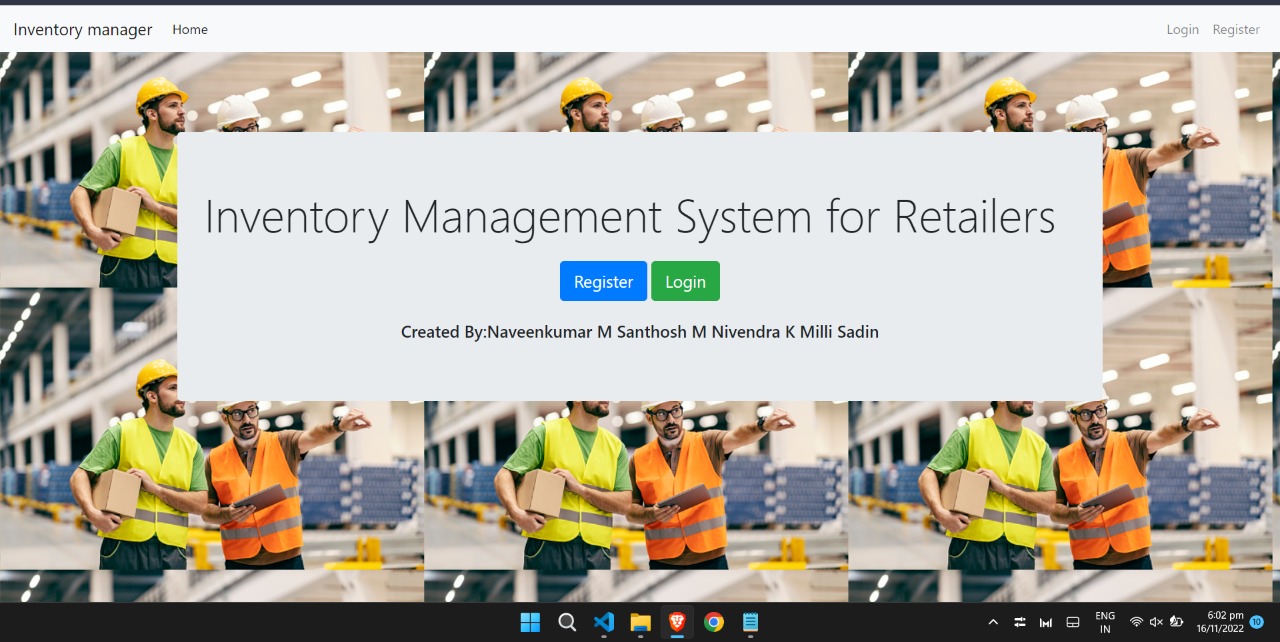 Inventory manager Home Login Register
Inventory Management System for Retailers
Register Login
Created By:Naveenkumar M Santhosh M Nivendra K Milli Sadin
ENG 6:02 pm
IN 16/11/2022 10